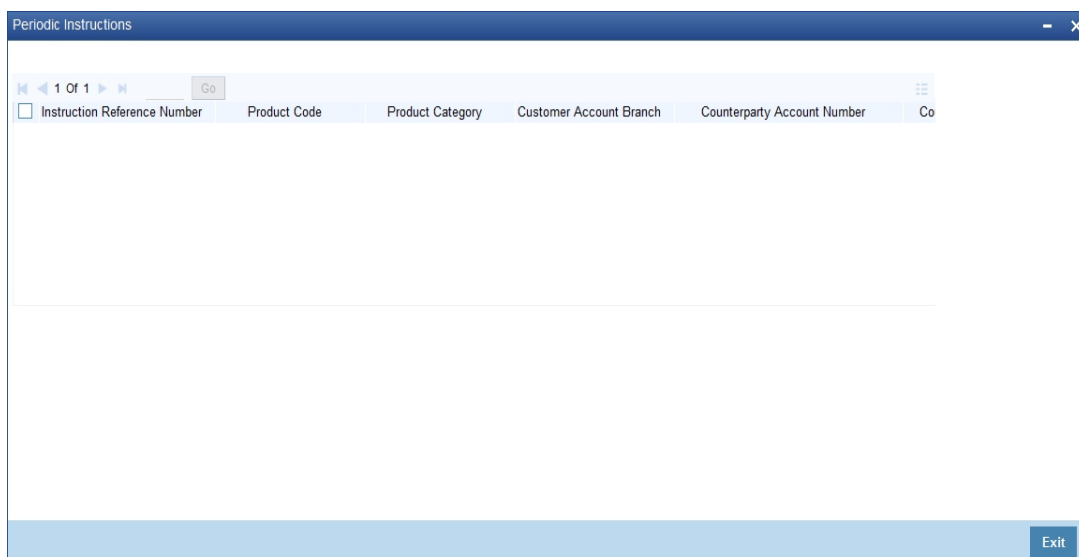 Periodic Instructions
1 Of 1 Go
Instruction Reference Number Product Code Product Category Customer Account Branch Counterparty Account Number Co
Exit